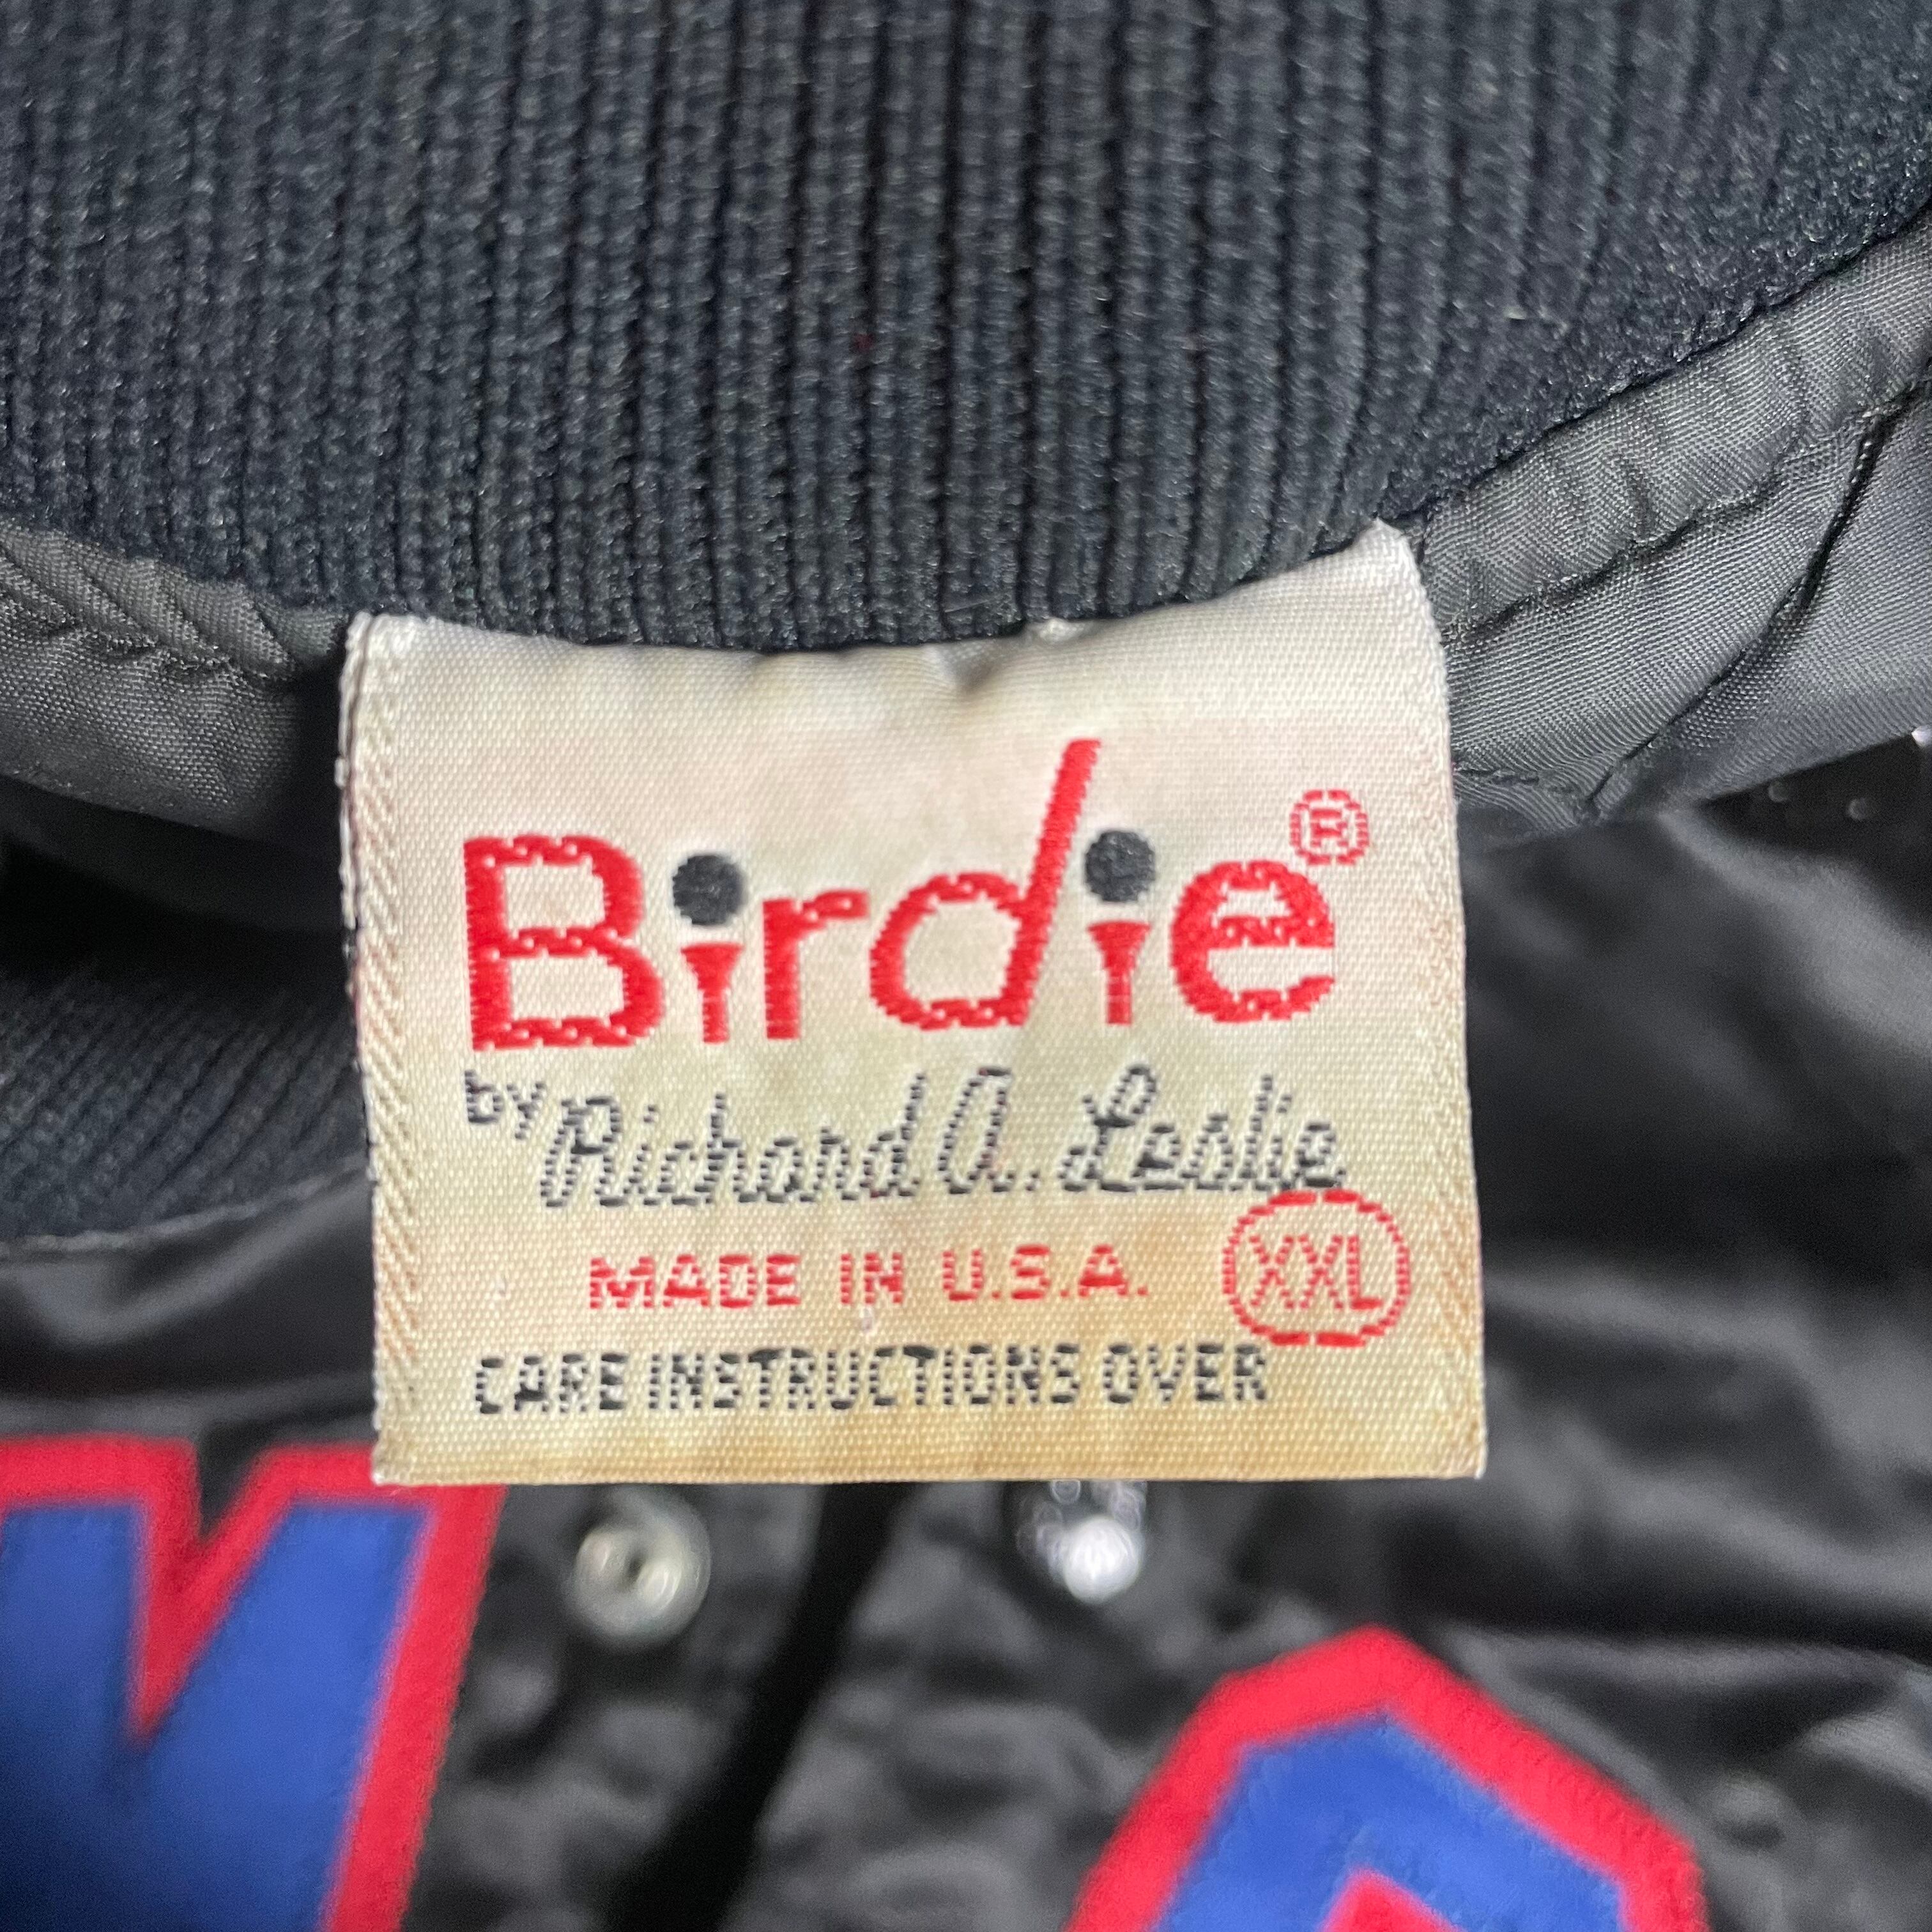 Birdie®
by Richard A. Leslie
MADE IN U.S.A. XXL
CARE INSTRUCTIONS OVER